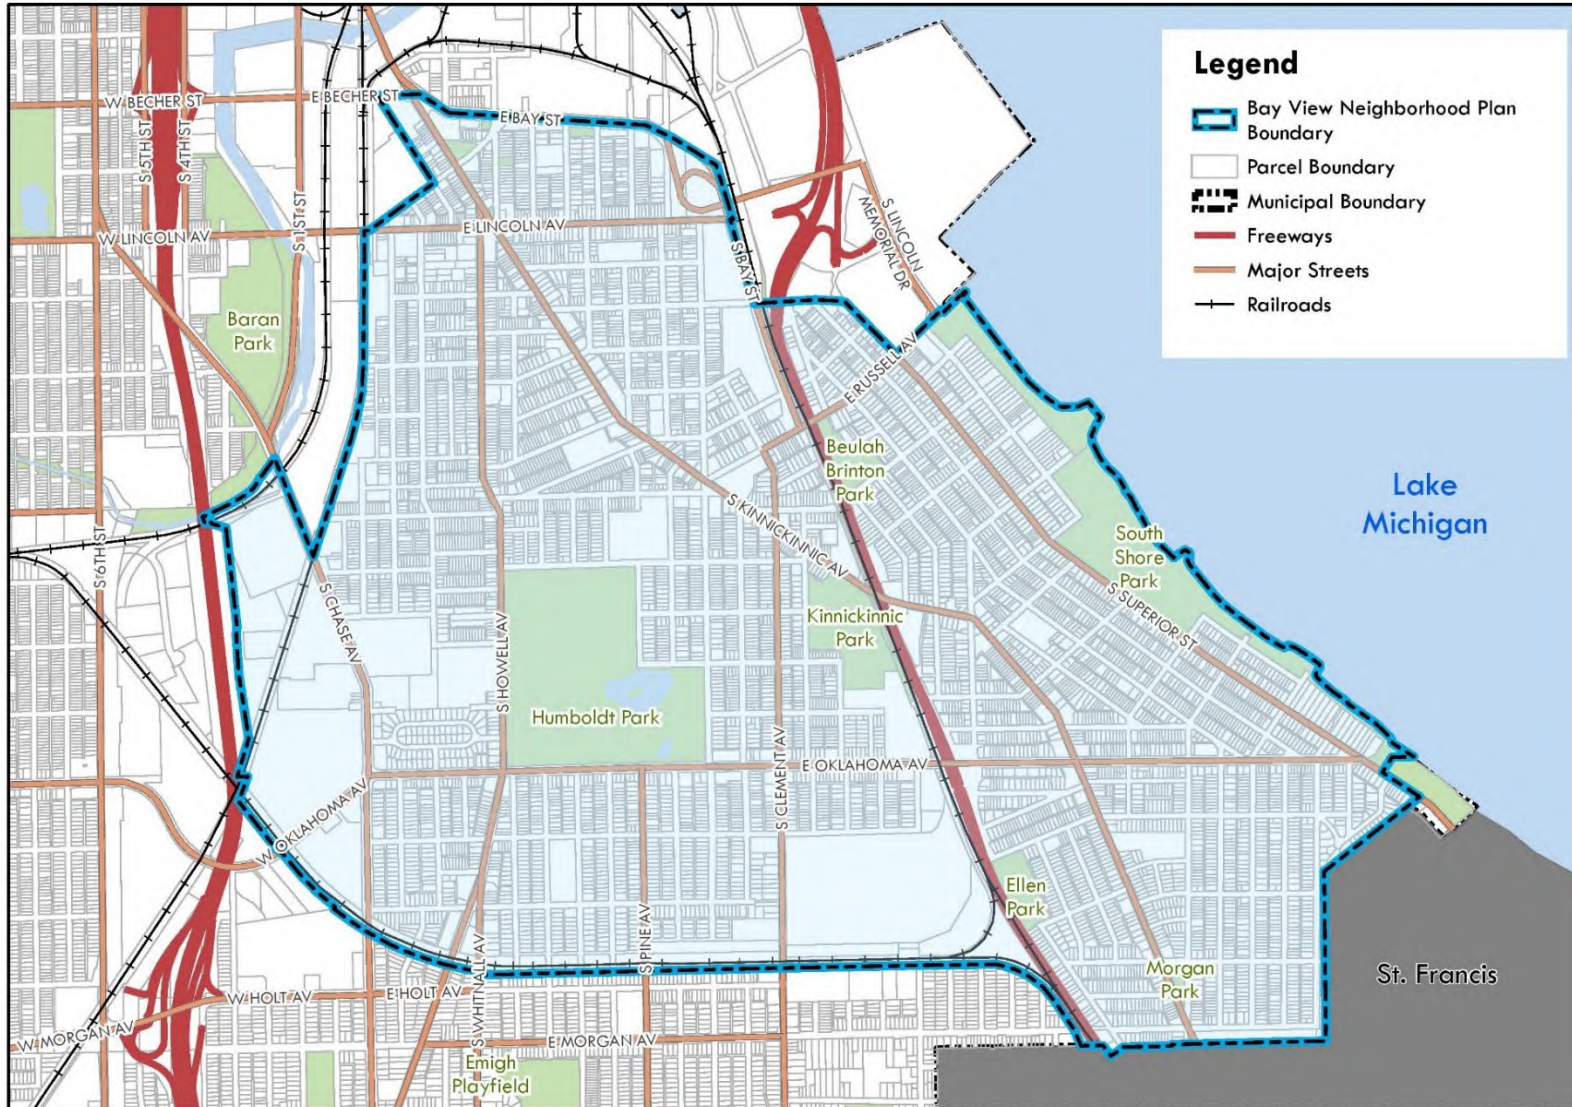 Legend
Bay View Neighborhood Plan
Boundary
Parcel Boundary
Municipal Boundary
Freeways
Major Streets
Railroads
W BECHER ST
E BECHER ST
E BAY ST
S 5TH ST
S 4TH ST
S 1ST ST
W LINCOLN AV
E LINCOLN AV
S BAY ST
S LINCOLN
MEMORIAL DR
Baran
Park
E RUSSELL AV
Beulah
Brinton
Park
Lake
Michigan
S KINNICKINNIC AV
South
Shore
Park
S 6TH ST
S CHASE AV
S HOWELL AV
Kinnickinnic
Park
S SUPERIOR ST
Humboldt Park
S CLEMENT AV
E OKLAHOMA AV
W OKLAHOMA AV
Ellen
Park
S WHITNALL AV
S PINE AV
Morgan
Park
St. Francis
W HOLT AV
E HOLT AV
W MORGAN AV
E MORGAN AV
Emigh
Playfield